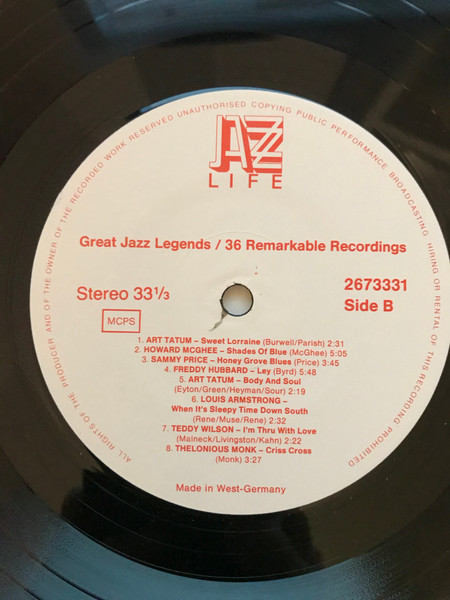 ALL RIGHTS OF THE PRODUCER AND OF THE OWNER OF THE RECORDED WORK RESERVED UNAUTHORISED COPYING PUBLIC PERFORMANCE BROADCASTING HIRING OR RENTAL OF THIS RECORDING PROHIBITED
JAZZ
LIFE
Great Jazz Legends / 36 Remarkable Recordings
Stereo 33 1/3
2673331
Side B
MCPS
1. ART TATUM – Sweet Lorraine (Burwell/Parish) 2:31
2. HOWARD MCGHEE – Shades Of Blue (McGhee) 5:05
3. SAMMY PRICE – Honey Grove Blues (Price) 3:45
4. FREDDY HUBBARD – Ley (Byrd) 5:48
5. ART TATUM – Body And Soul
(Eyton/Green/Heyman/Sour) 2:19
6. LOUIS ARMSTRONG –
When It's Sleepy Time Down South
(Rene/Muse/Rene) 2:32
7. TEDDY WILSON – I'm Thru With Love
(Malneck/Livingston/Kahn) 2:22
8. THELONIOUS MONK – Criss Cross
(Monk) 3:27
Made in West-Germany